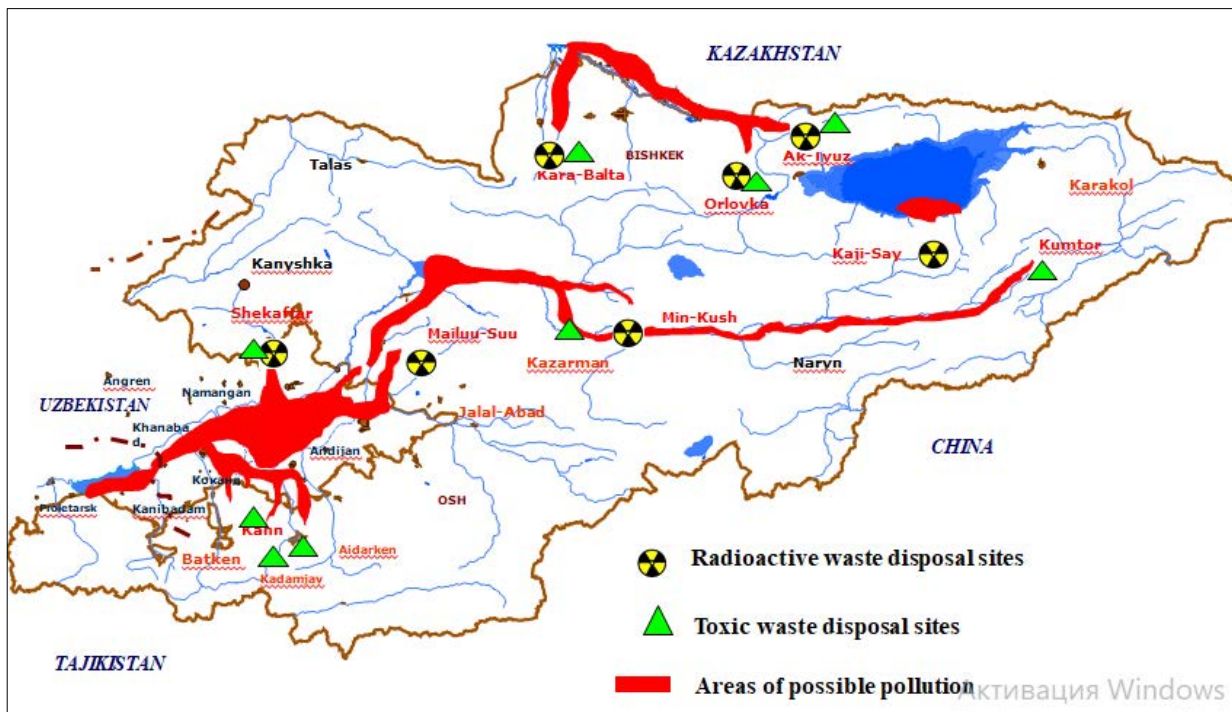 KAZAKHSTAN
BISHKEK
Ak-Tyuz
Talas
Kara-Balta
Karakol
Orlovka
Kaji-Say
Kumtor
Kanyshka
Shekaftar
Min-Kush
Mailuu-Suu
Kazarman
Naryn
Angren
Namangan
UZBEKISTAN
Jalal-Abad
Khanaba
d.
CHINA
Andijan
Коканд
OSH
Proletarsk
Kanibadam
Kann
Batken
Aidarken
Kadamjay
Radioactive waste disposal sites
Toxic waste disposal sites
TAJIKISTAN
Areas of possible pollution
Активация Windows